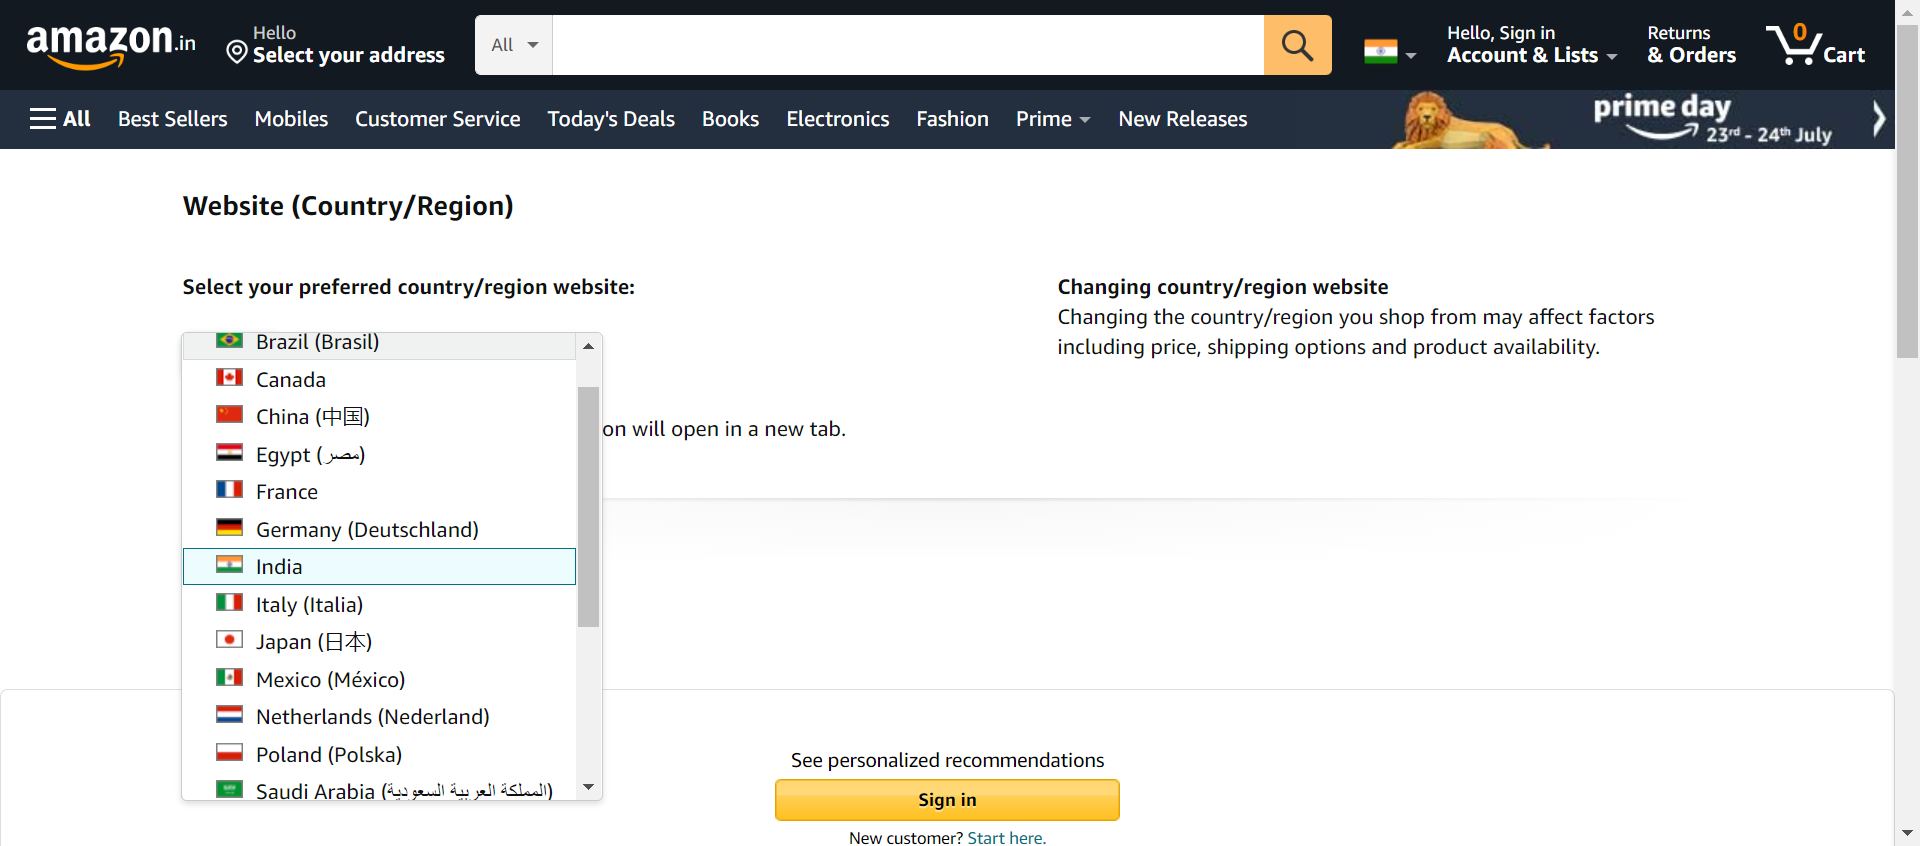 amazon.in
Hello
Select your address
All
Hello, Sign in
Account & Lists
Returns
& Orders
0
Cart
All
Best Sellers
Mobiles
Customer Service
Today's Deals
Books
Electronics
Fashion
Prime
New Releases
prime day
23rd - 24th July
Website (Country/Region)
Select your preferred country/region website:
Brazil (Brasil)
Canada
China (中国)
Egypt (مصر)
France
Germany (Deutschland)
India
Italy (Italia)
Japan (日本)
Mexico (México)
Netherlands (Nederland)
Poland (Polska)
Saudi Arabia (المملكة العربية السعودية)
on will open in a new tab.
Changing country/region website
Changing the country/region you shop from may affect factors
including price, shipping options and product availability.
See personalized recommendations
Sign in
New customer? Start here.